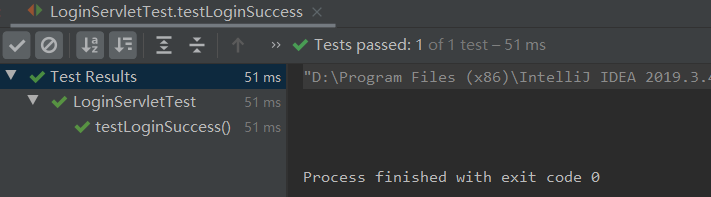 LoginServletTest.testLoginSuccess ×
Tests passed: 1 of 1 test – 51 ms
Test Results 51 ms
LoginServletTest 51 ms
testLoginSuccess() 51 ms
"D:\Program Files (x86)\IntelliJ IDEA 2019.3.4
Process finished with exit code 0